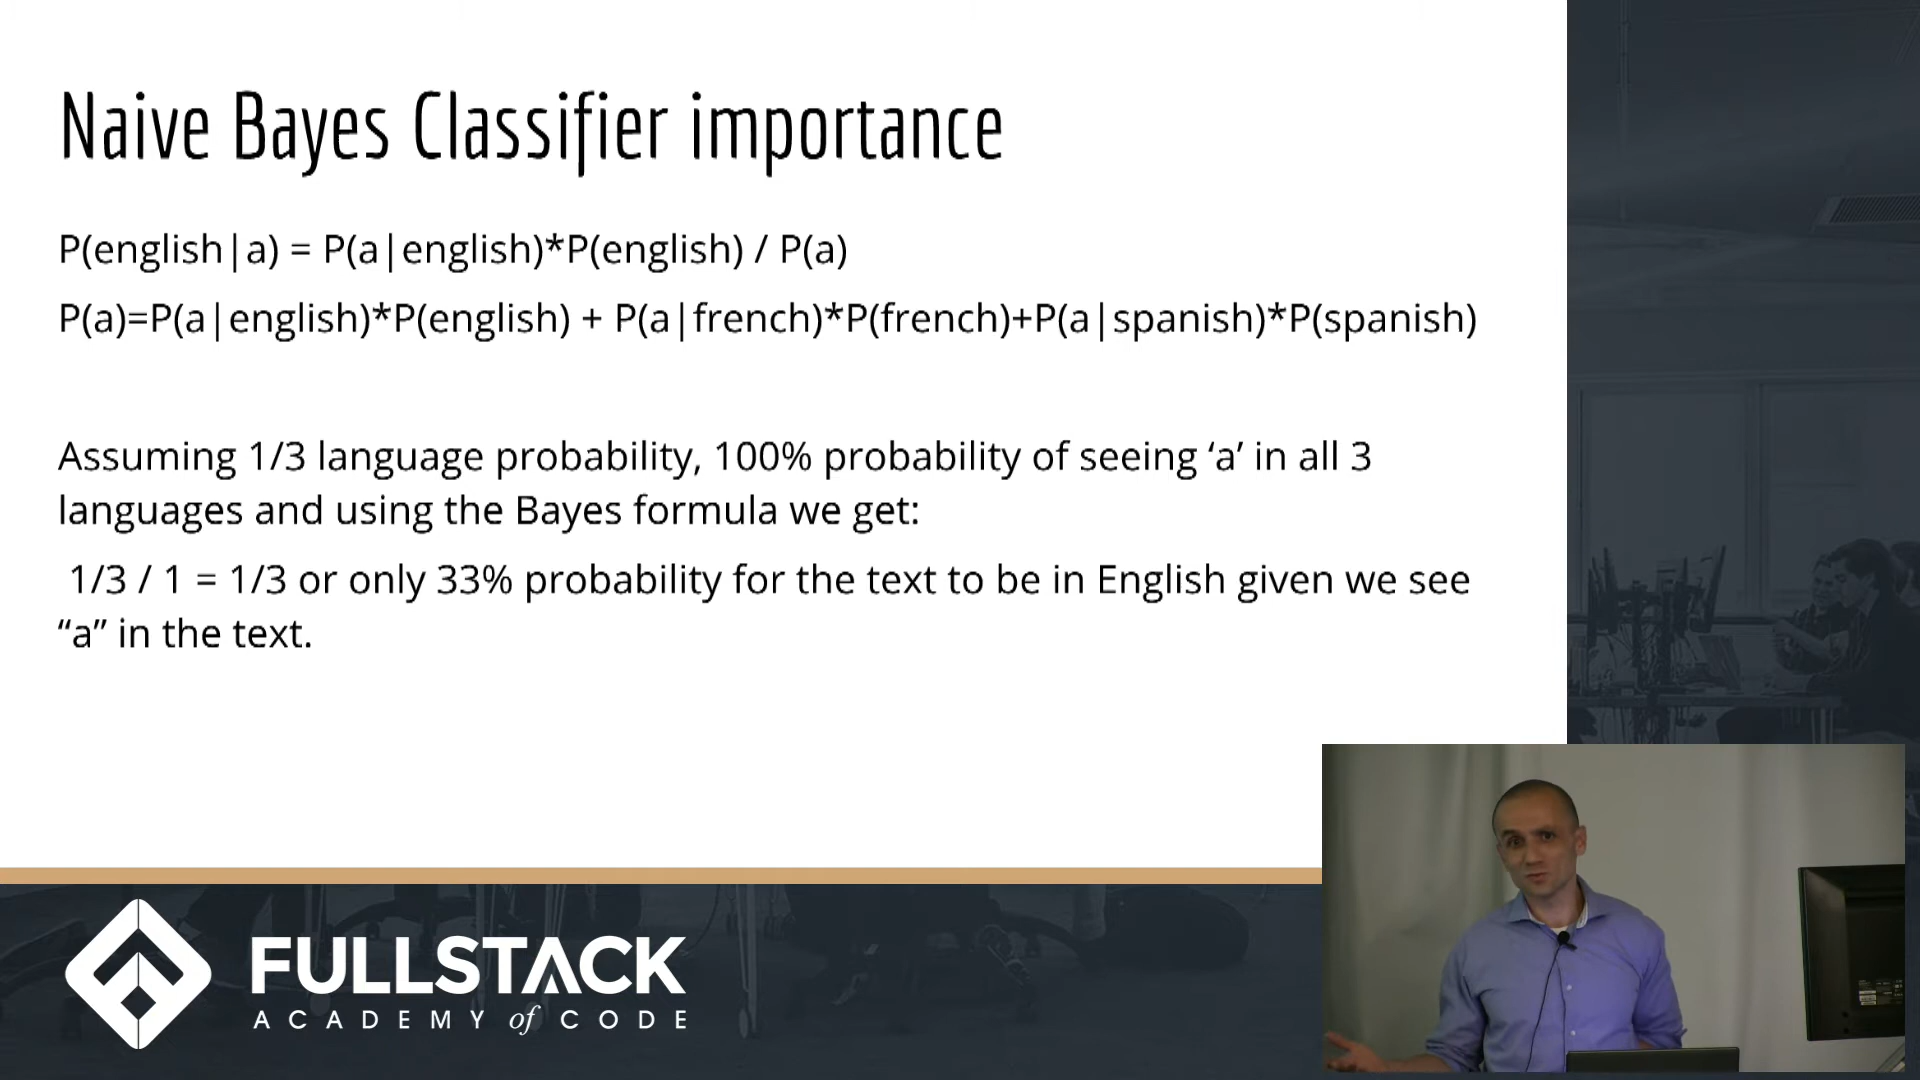 Naive Bayes Classifier importance
P(english|a) = P(a|english)*P(english) / P(a)
P(a)=P(a|english)*P(english) + P(a|french)*P(french)+P(a|spanish)*P(spanish)
Assuming 1/3 language probability, 100% probability of seeing ‘a’ in all 3
languages and using the Bayes formula we get:
1/3 / 1 = 1/3 or only 33% probability for the text to be in English given we see
“a” in the text.
FULLSTACK
ACADEMY of CODE